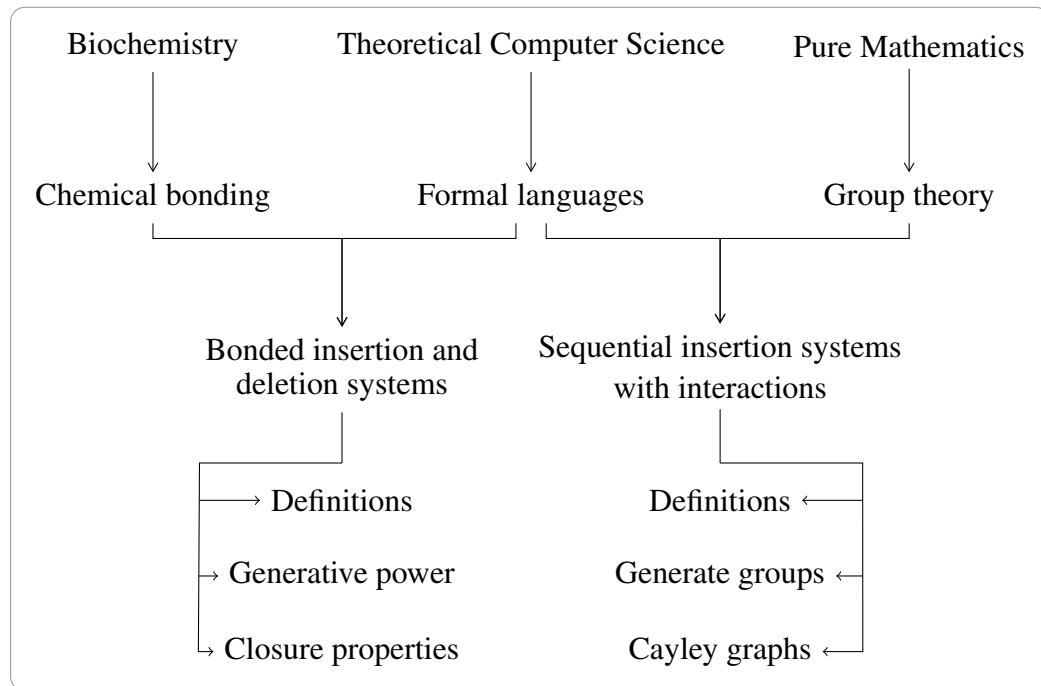 Biochemistry
Theoretical Computer Science
Pure Mathematics
Chemical bonding
Formal languages
Group theory
Bonded insertion and
deletion systems
Sequential insertion systems
with interactions
Definitions
Definitions
Generative power
Generate groups
Closure properties
Cayley graphs